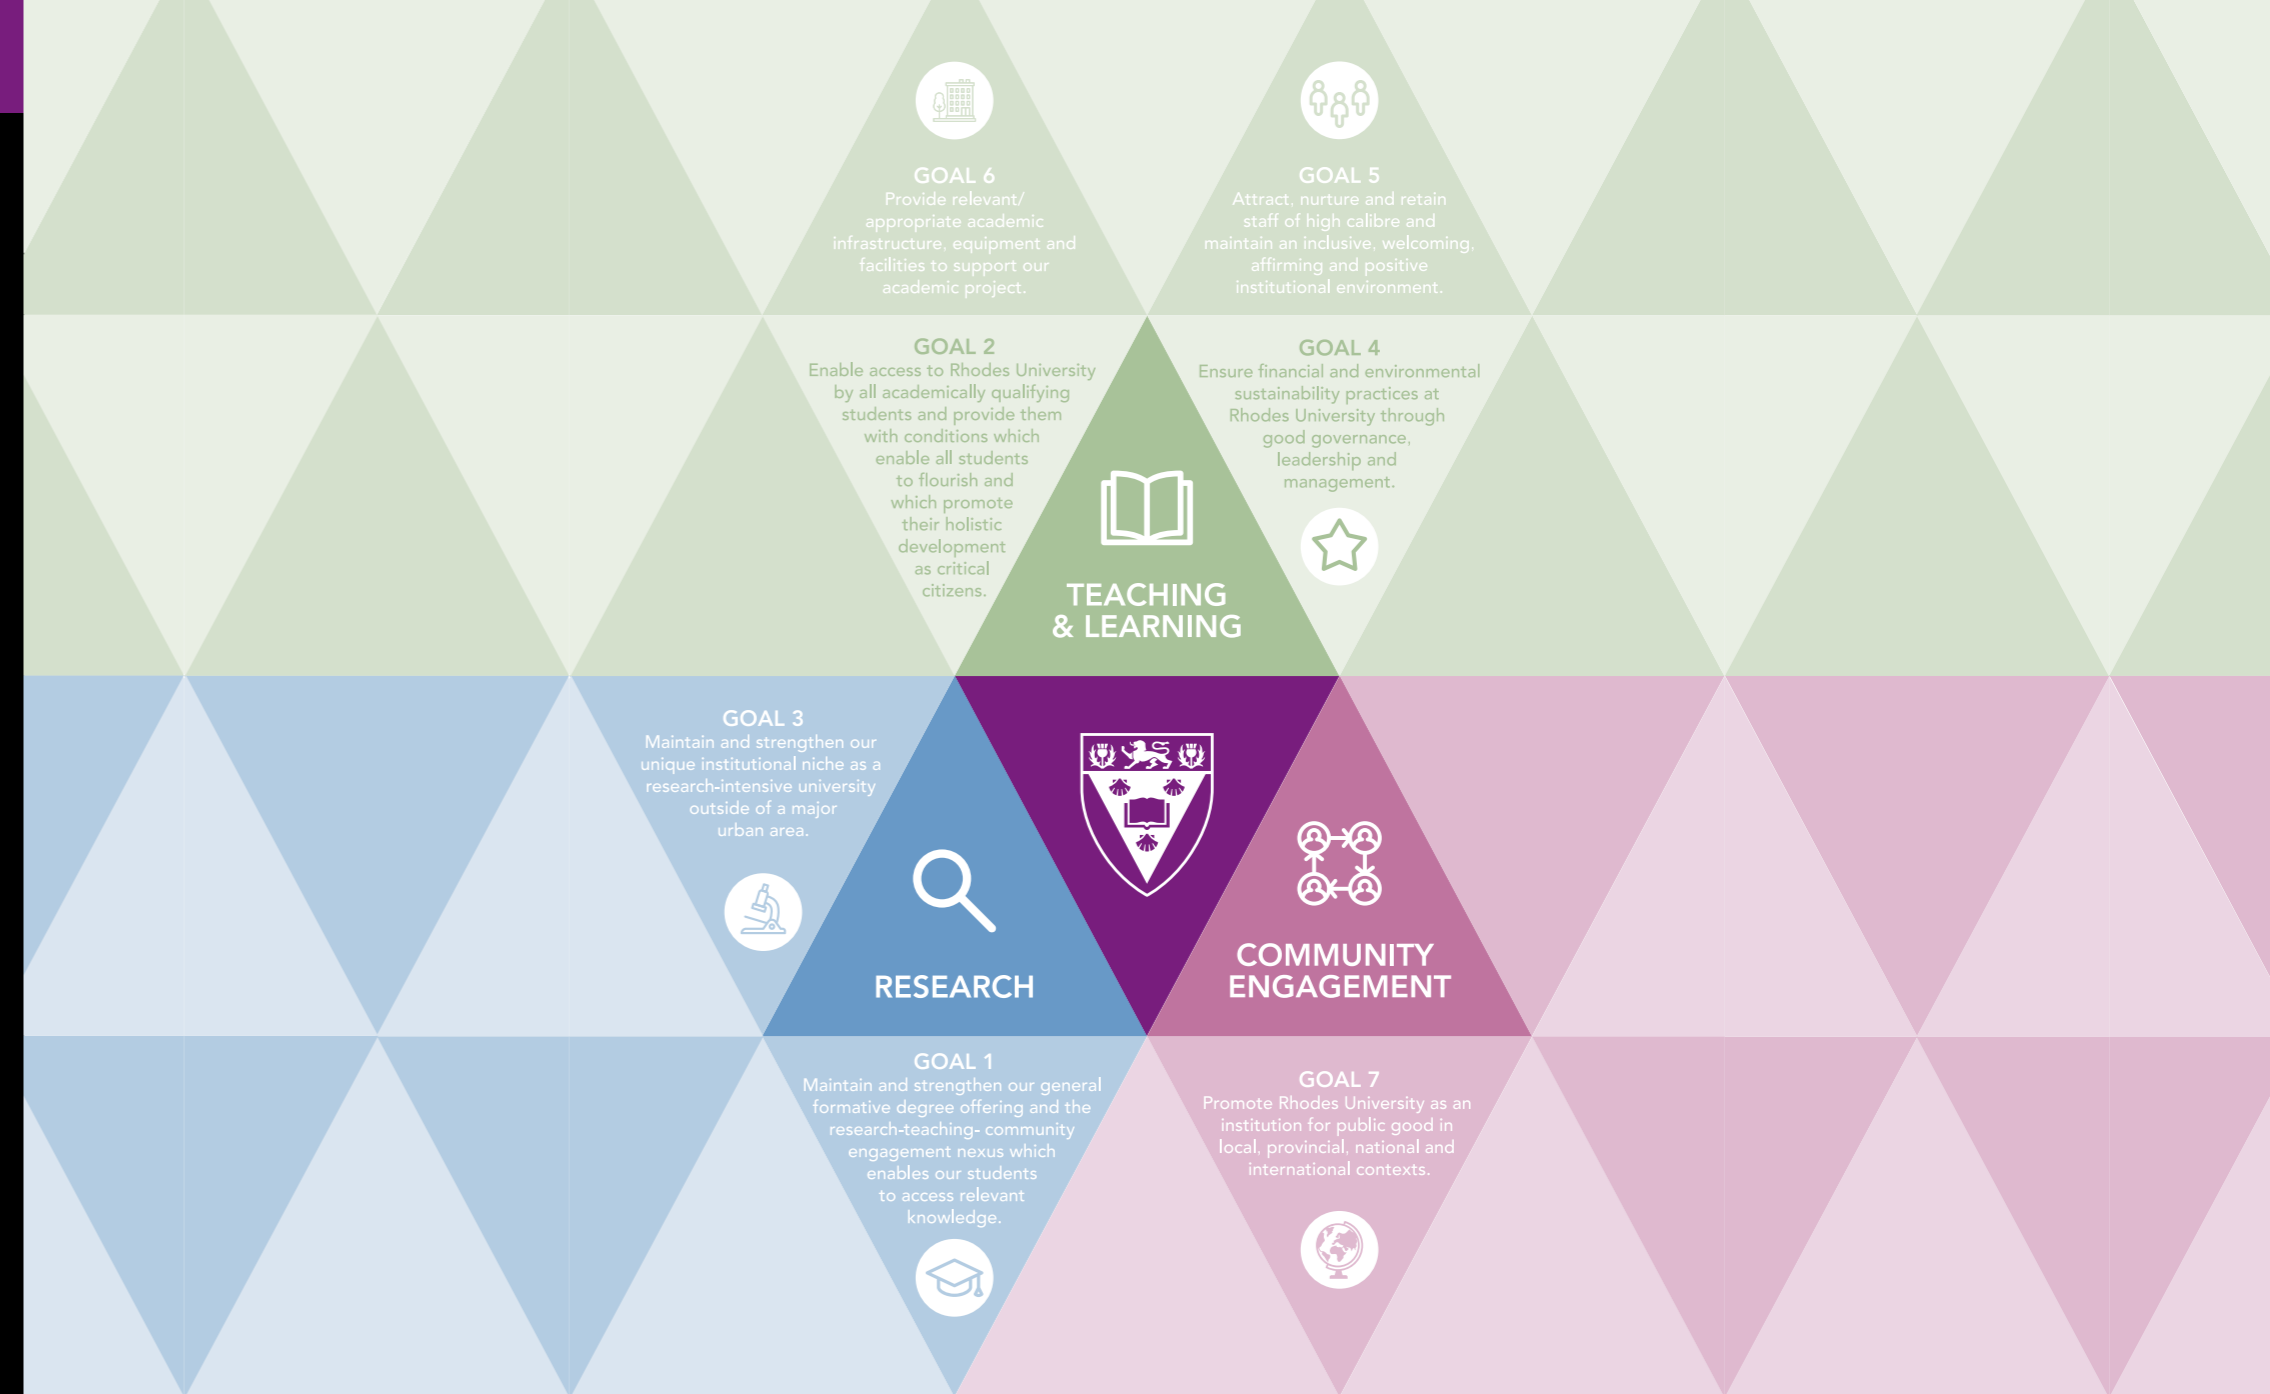 GOAL 6
Provide relevant/
appropriate academic
infrastructure, equipment and
facilities to support our
academic project.
GOAL 5
Attract, nurture and retain
staff of high calibre and
maintain an inclusive, welcoming,
affirming and positive
institutional environment.
GOAL 2
Enable access to Rhodes University
by all academically qualifying
students and provide them
with conditions which
enable all students
to flourish and
which promote
their holistic
development
as critical
citizens.
GOAL 4
Ensure financial and environmental
sustainability practices at
Rhodes University through
good governance,
leadership and
management.
TEACHING
& LEARNING
GOAL 3
Maintain and strengthen our
unique institutional niche as a
research-intensive university
outside of a major
urban area.
RESEARCH
COMMUNITY
ENGAGEMENT
GOAL 1
Maintain and strengthen our general
formative degree offering and the
research-teaching- community
engagement nexus which
enables our students
to access relevant
knowledge.
GOAL 7
Promote Rhodes University as an
institution for public good in
local, provincial, national and
international contexts.